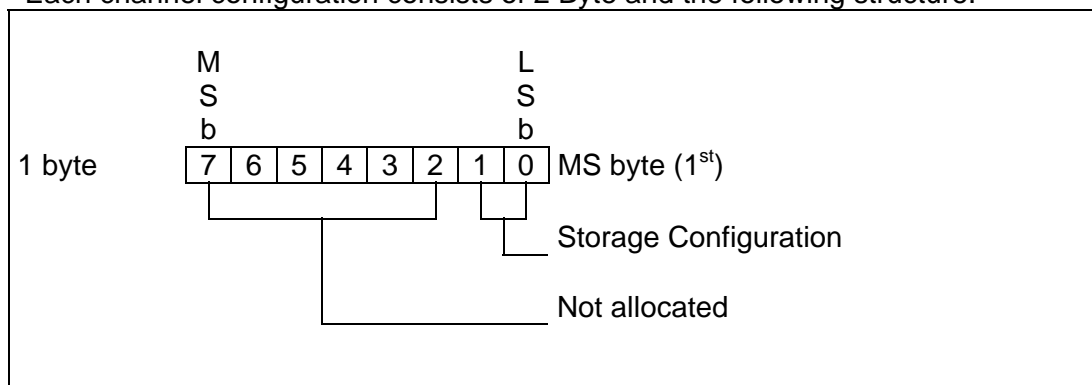 Each channel configuration consists of 2 Byte and the following structure:
M L
S S
b b
1 byte 7 6 5 4 3 2 1 0 MS byte (1st)
Storage Configuration
Not allocated